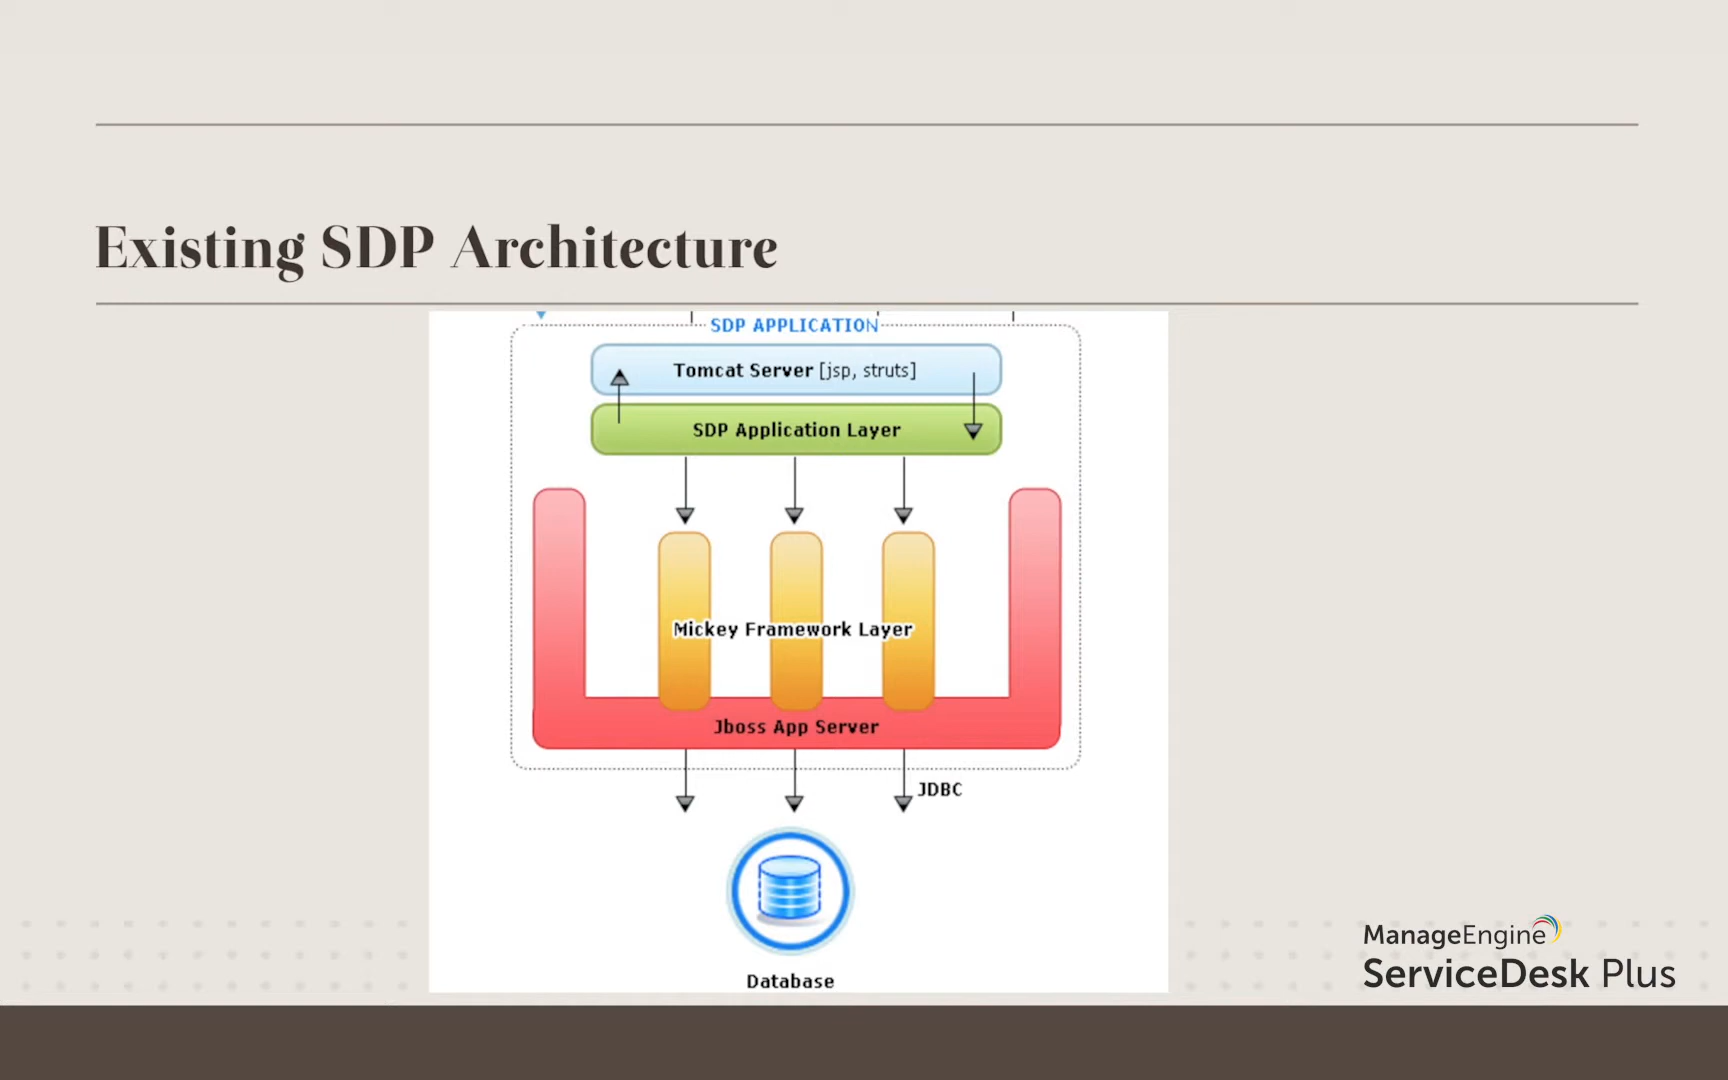 Existing SDP Architecture
SDP APPLICATION
Tomcat Server [jsp, struts]
SDP Application Layer
Mickey Framework Layer
Jboss App Server
JDBC
Database
ManageEngine
ServiceDesk Plus